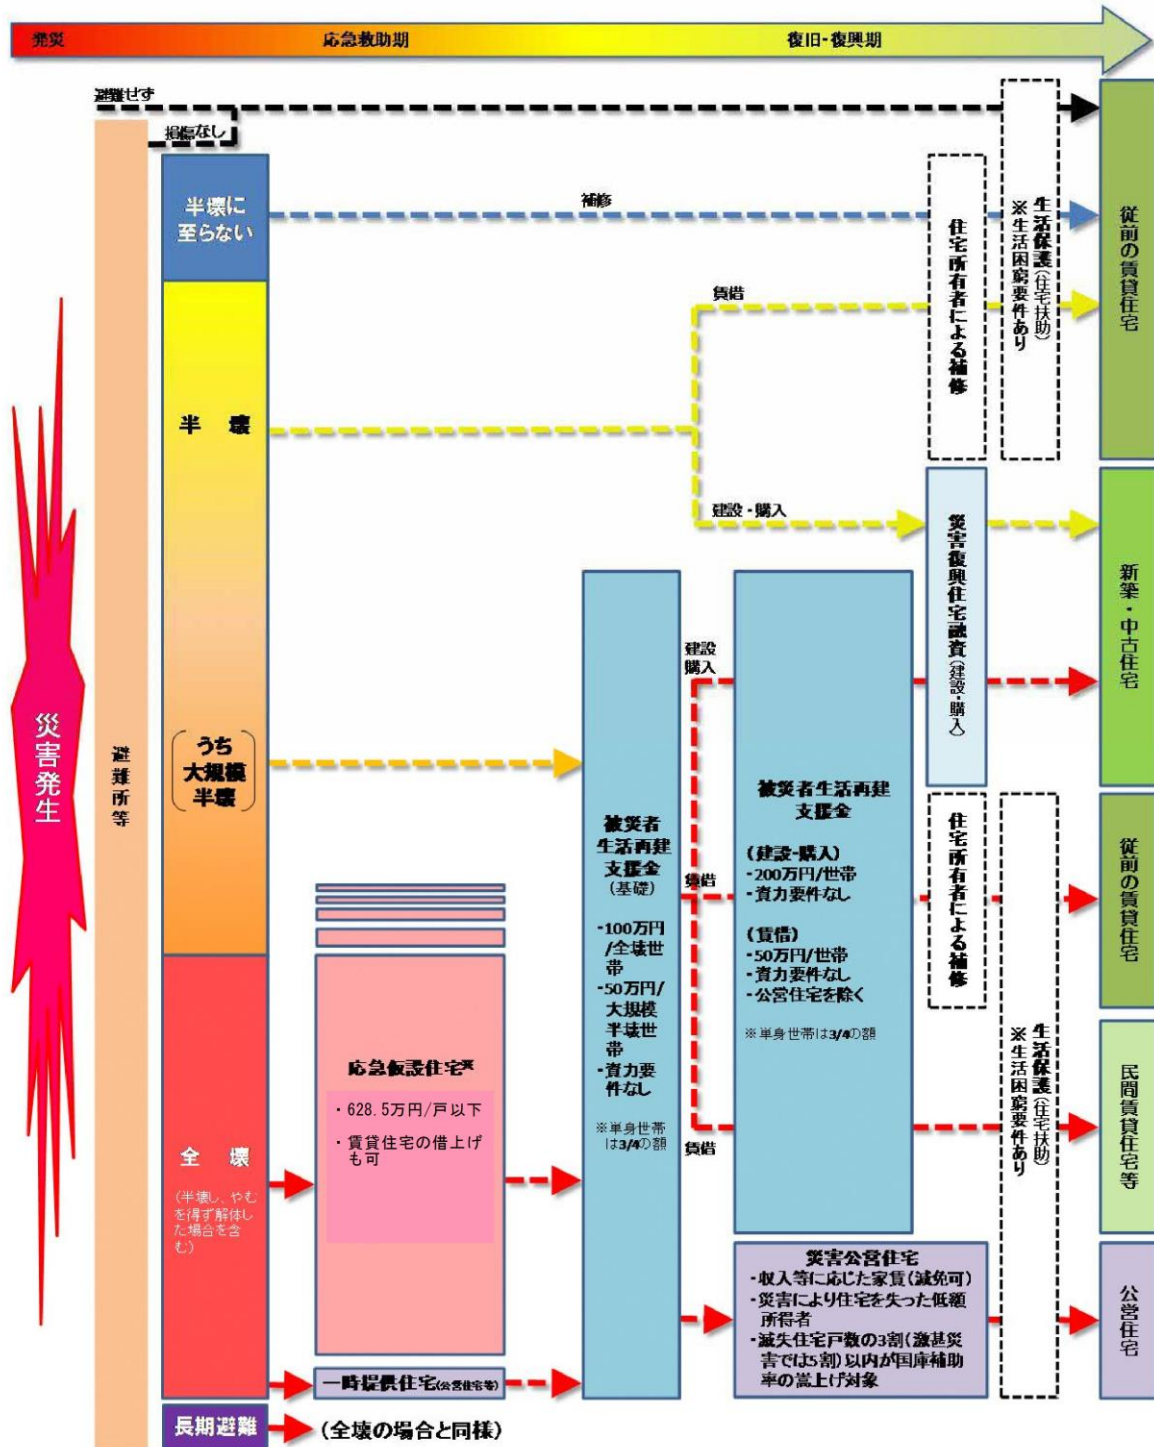 発災
応急救助期
復旧・復興期
避難せず
損傷なし
半壊に
至らない
補修
賃借
住宅所有者による補修
生活保護(住宅扶助)
※生活困窮要件あり
従前の賃貸住宅
半 壊
建設・購入
災害復興住宅融資(建設・購入)
新築・中古住宅
災害発生
避難所等
うち
大規模
半壊
被災者
生活再建
支援金
(基礎)
-100万円
/全壊世
帯
-50万円/
大規模
半壊世
帯
-資力要
件なし
※単身世帯
は3/4の額
建設
購入
賃借
賃借
被災者生活再建
支援金
(建設-購入)
-200万円/世帯
-資力要件なし
(賃借)
-50万円/世帯
-資力要件なし
-公営住宅を除く
※単身世帯は3/4の額
住宅所有者による補修
生活保護(住宅扶助)
※生活困窮要件あり
従前の賃貸住宅
民間賃貸住宅等
全 壊
(半壊し、やむ
を得ず解体し
た場合を含
む)
応急仮設住宅※
・628.5万円/戸以下
・賃貸住宅の借上げ
も可
一時提供住宅(公営住宅等)
災害公営住宅
-収入等に応じた家賃(減免可)
-災害により住宅を失った低額
所得者
-滅失住宅戸数の3割(激甚災
害では5割)以内が国庫補助
率の嵩上げ対象
公営住宅
長期避難
(全壊の場合と同様)